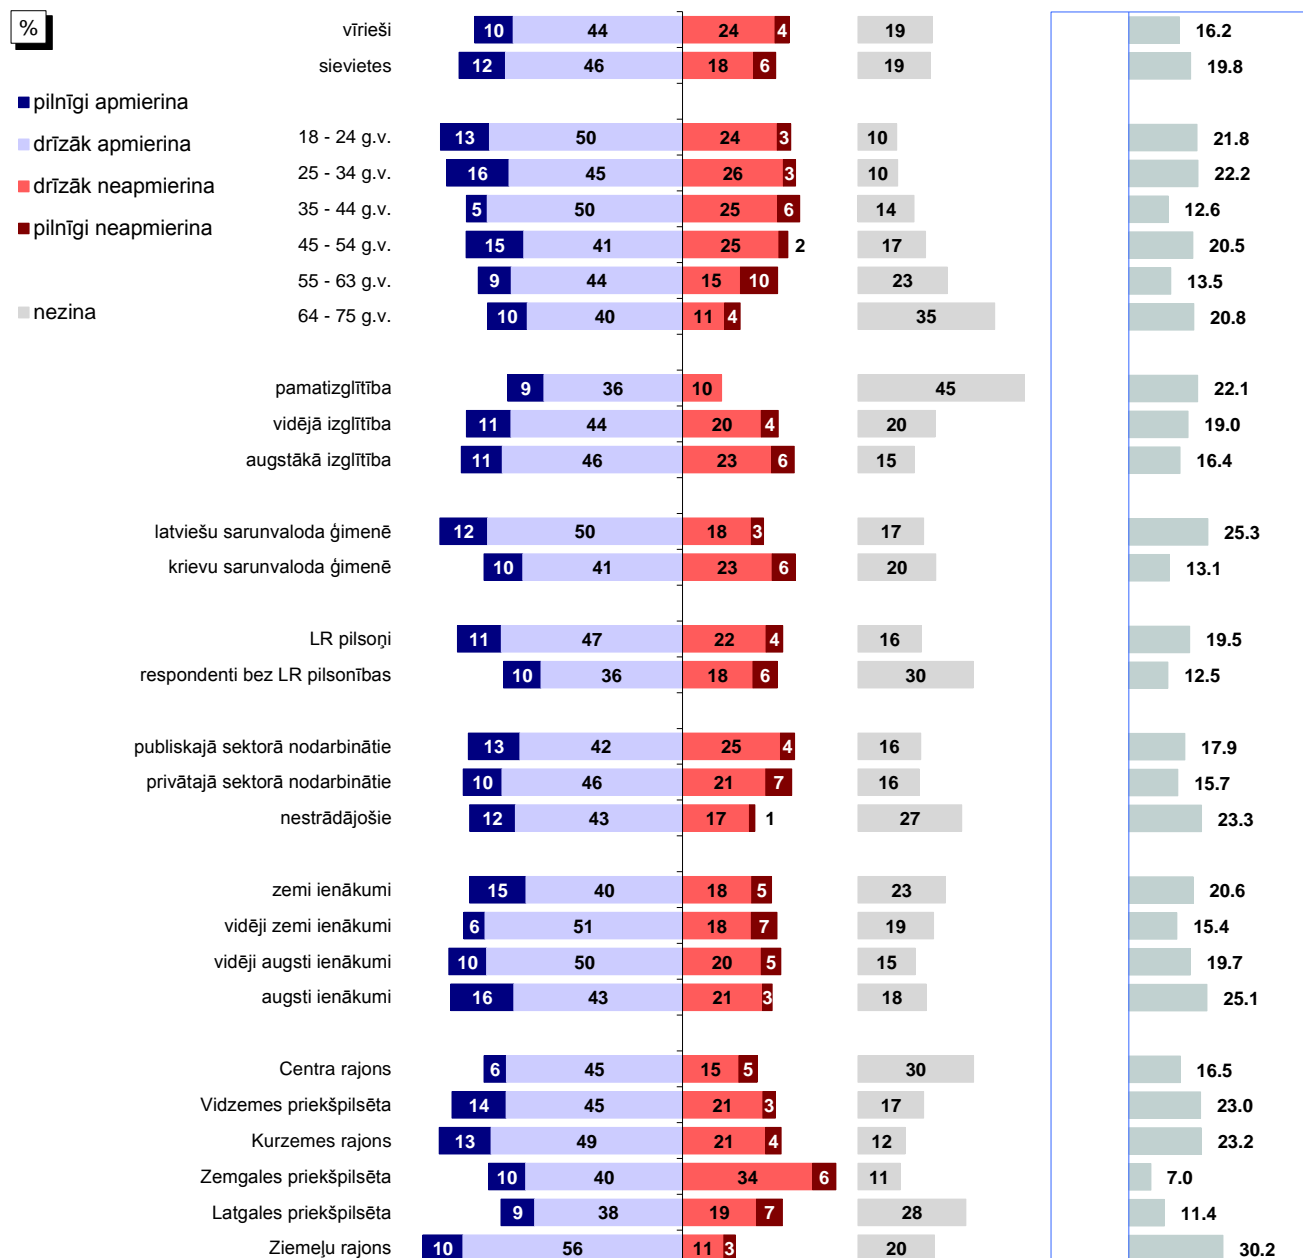 %
pilnīgi apmierina
drīzāk apmierina
drīzāk neapmierina
pilnīgi neapmierina
nezina
vīrieši 10 44 24 4 19 16.2
sievietes 12 46 18 6 19 19.8
18 - 24 g.v. 13 50 24 3 10 21.8
25 - 34 g.v. 16 45 26 3 10 22.2
35 - 44 g.v. 5 50 25 6 14 12.6
45 - 54 g.v. 15 41 25 2 17 20.5
55 - 63 g.v. 9 44 15 10 23 13.5
64 - 75 g.v. 10 40 11 4 35 20.8
pamatizglītība 9 36 10 45 22.1
vidējā izglītība 11 44 20 4 20 19.0
augstākā izglītība 11 46 23 6 15 16.4
latviešu sarunvaloda ģimenē 12 50 18 3 17 25.3
krievu sarunvaloda ģimenē 10 41 23 6 20 13.1
LR pilsoņi 11 47 22 4 16 19.5
respondenti bez LR pilsonības 10 36 18 6 30 12.5
publiskajā sektorā nodarbinātie 13 42 25 4 16 17.9
privātajā sektorā nodarbinātie 10 46 21 7 16 15.7
nestrādājošie 12 43 17 1 27 23.3
zemi ienākumi 15 40 18 5 23 20.6
vidēji zemi ienākumi 6 51 18 7 19 15.4
vidēji augsti ienākumi 10 50 20 5 15 19.7
augsti ienākumi 16 43 21 3 18 25.1
Centra rajons 6 45 15 5 30 16.5
Vidzemes priekšpilsēta 14 45 21 3 17 23.0
Kurzemes rajons 13 49 21 4 12 23.2
Zemgales priekšpilsēta 10 40 34 6 11 7.0
Latgales priekšpilsēta 9 38 19 7 28 11.4
Ziemeļu rajons 10 56 11 3 20 30.2